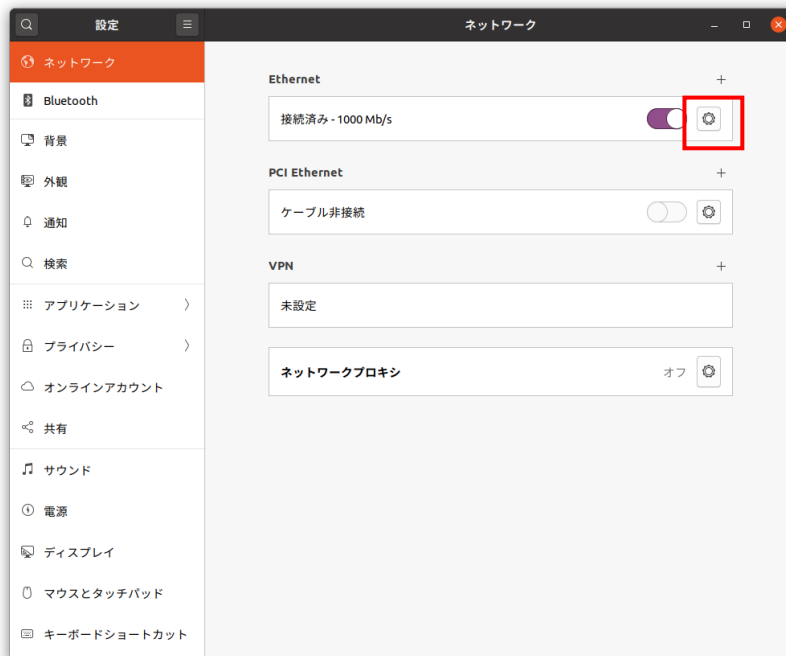 設定
ネットワーク
ネットワーク
Bluetooth
背景
外観
通知
検索
アプリケーション
プライバシー
オンラインアカウント
共有
サウンド
電源
ディスプレイ
マウスとタッチパッド
キーボードショートカット
Ethernet
接続済み - 1000 Mb/s
PCI Ethernet
ケーブル非接続
VPN
未設定
ネットワークプロキシ オフ